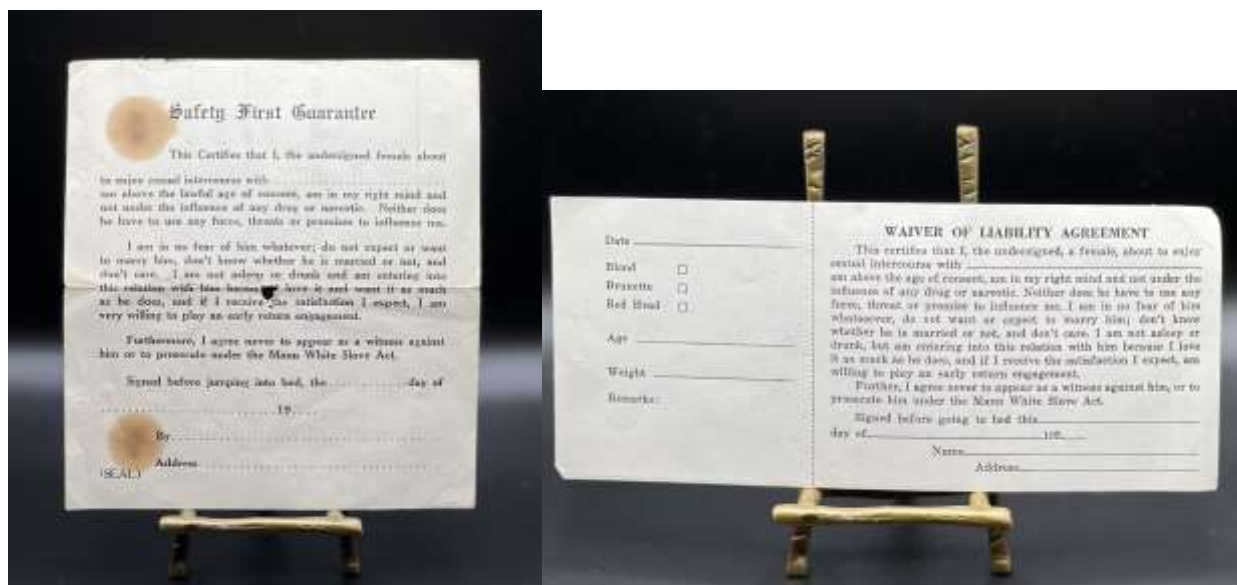 Safety First Guarantee
This Certifies that I, the undersigned female about
to enjoy sexual intercourse with
am above the lawful age of consent, am in my right mind and
not under the influence of any drug or narcotic. Neither does
he have to use any force, threats or promises to influence me.
I am in no fear of him whatever; do not expect or want
to marry him, don't know whether he is married or not, and
don't care. I am not asleep or drunk and am entering into
this relation with him because I love it and want it as much
as he does, and if I receive the satisfaction I expect, I am
very willing to play an early return engagement.
Furthermore, I agree never to appear as a witness against
him or to prosecute under the Mann White Slave Act.
Signed before jumping into bed, the ............ day of
............ 19....
By
Address
(SEAL)
Date
Blond
Brunette
Red Head
Age
Weight
Remarks:
WAIVER OF LIABILITY AGREEMENT
This certifies that I, the undersigned, a female, about to enjoy
sexual intercourse with
am above the age of consent, am in my right mind and not under the
influence of any drug or narcotic. Neither does he have to use any
force, threat or promise to influence me. I am in no fear of him
whatsoever, do not want or expect to marry him; don't know
whether he is married or not, and don't care. I am not asleep or
drunk, but am entering into this relation with him because I love
it as much as he does, and if I receive the satisfaction I expect, am
willing to play an early return engagement.
Further, I agree never to appear as a witness against him, or to
prosecute him under the Mann White Slave Act.
Signed before going to bed this
day of
Name
Address